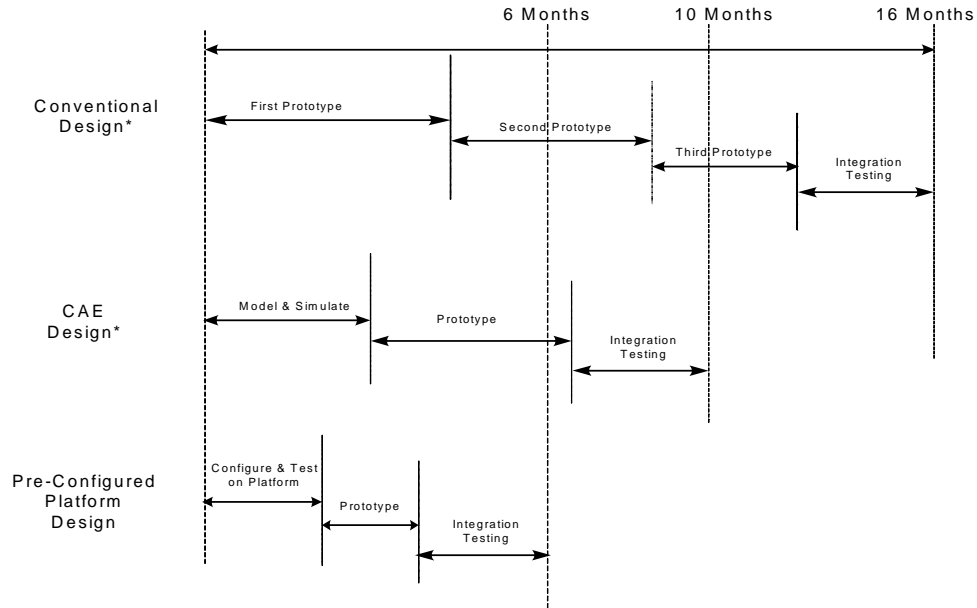 6 Months
10 Months
16 Months
Conventional
Design*
First Prototype
Second Prototype
Third Prototype
Integration
Testing
CAE
Design*
Model & Simulate
Prototype
Integration
Testing
Pre-Configured
Platform
Design
Configure & Test
on Platform
Prototype
Integration
Testing